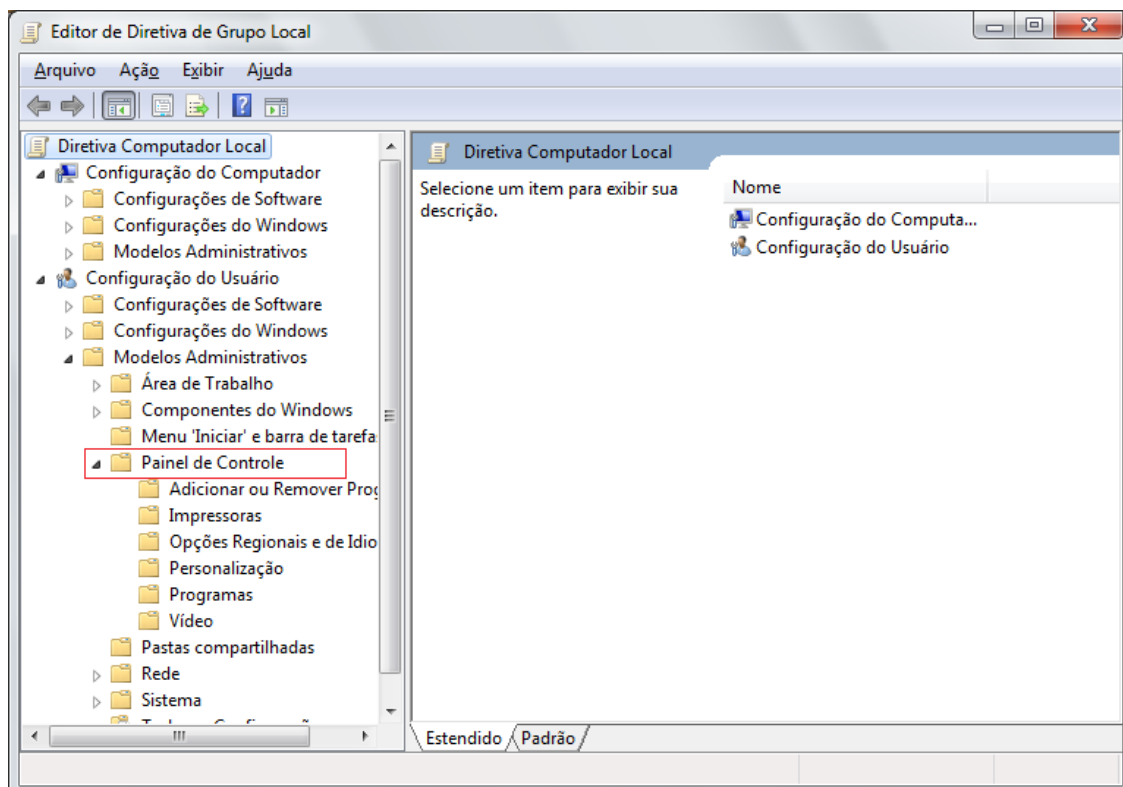 Editor de Diretiva de Grupo Local
Arquivo Ação Exibir Ajuda
Diretiva Computador Local
Configuração do Computador
Configurações de Software
Configurações do Windows
Modelos Administrativos
Configuração do Usuário
Configurações de Software
Configurações do Windows
Modelos Administrativos
Área de Trabalho
Componentes do Windows
Menu 'Iniciar' e barra de tarefa
Painel de Controle
Adicionar ou Remover Prog
Impressoras
Opções Regionais e de Idio
Personalização
Programas
Vídeo
Pastas compartilhadas
Rede
Sistema
Diretiva Computador Local
Selecione um item para exibir sua
descrição.
Nome
Configuração do Computa...
Configuração do Usuário
Estendido Padrão